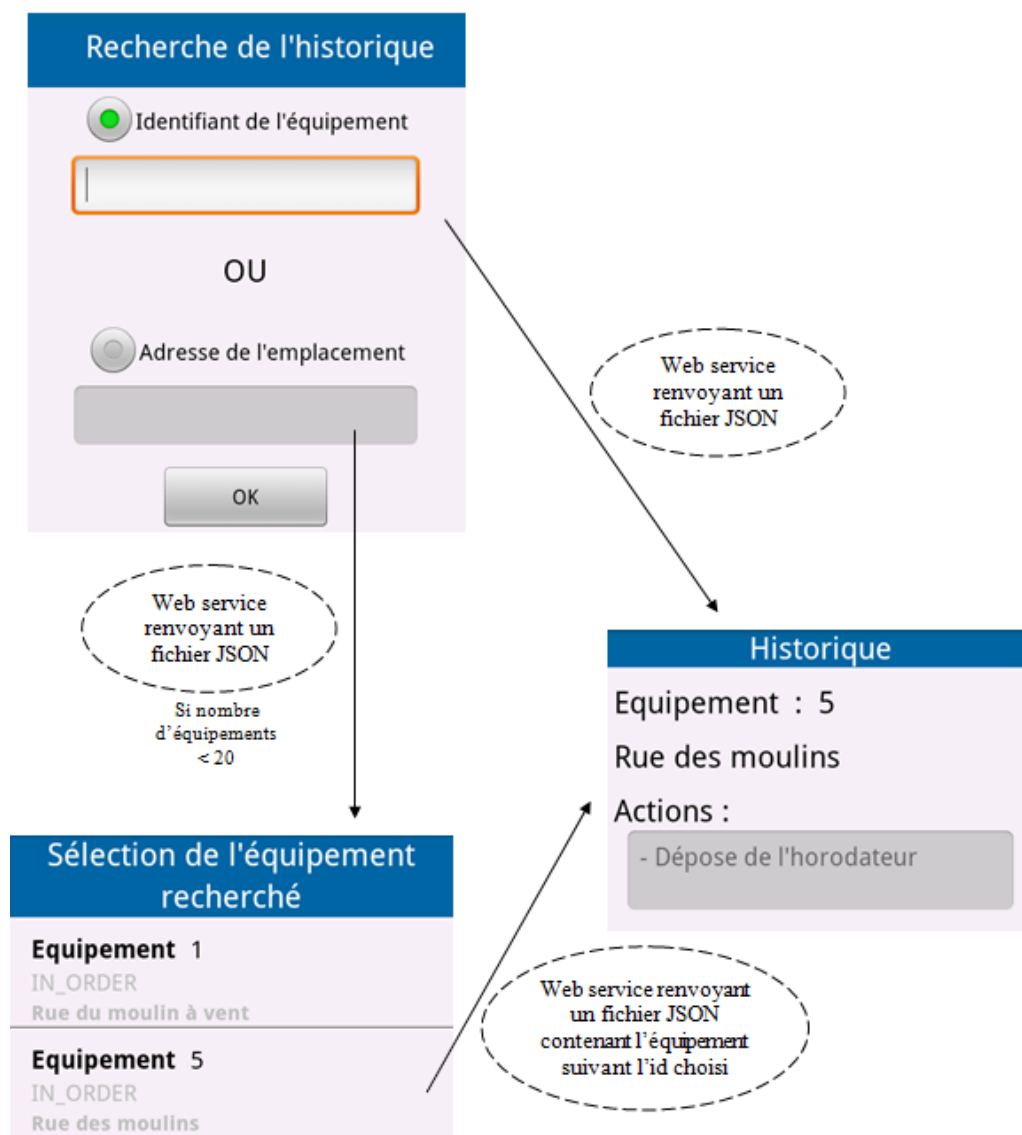 Recherche de l'historique
Identifiant de l'équipement
OU
Adresse de l'emplacement
OK
Web service
renvoyant un
fichier JSON
Web service
renvoyant un
fichier JSON
Si nombre
d'équipements
< 20
Historique
Equipement : 5
Rue des moulins
Actions :
- Dépose de l'horodateur
Sélection de l'équipement
recherché
Equipement 1
IN_ORDER
Rue du moulin à vent
Equipement 5
IN_ORDER
Rue des moulins
Web service renvoyant
un fichier JSON
contenant l'équipement
suivant l'id choisi